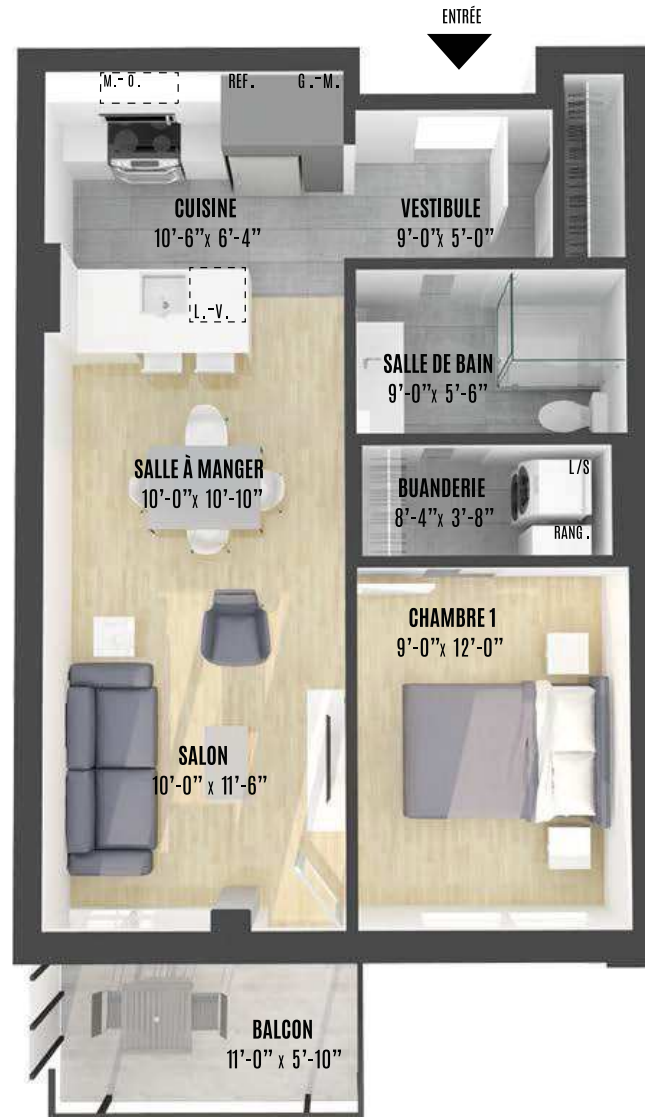 ENTRÉE
M.-O.
REF.
G.-M.
CUISINE
10'-6" x 6'-4"
VESTIBULE
9'-0" x 5'-0"
L.-V.
SALLE DE BAIN
9'-0" x 5'-6"
SALLE À MANGER
10'-0" x 10'-10"
L/S
BUANDERIE
8'-4" x 3'-8"
RANG.
CHAMBRE 1
9'-0" x 12'-0"
SALON
10'-0" x 11'-6"
BALCON
11'-0" x 5'-10"